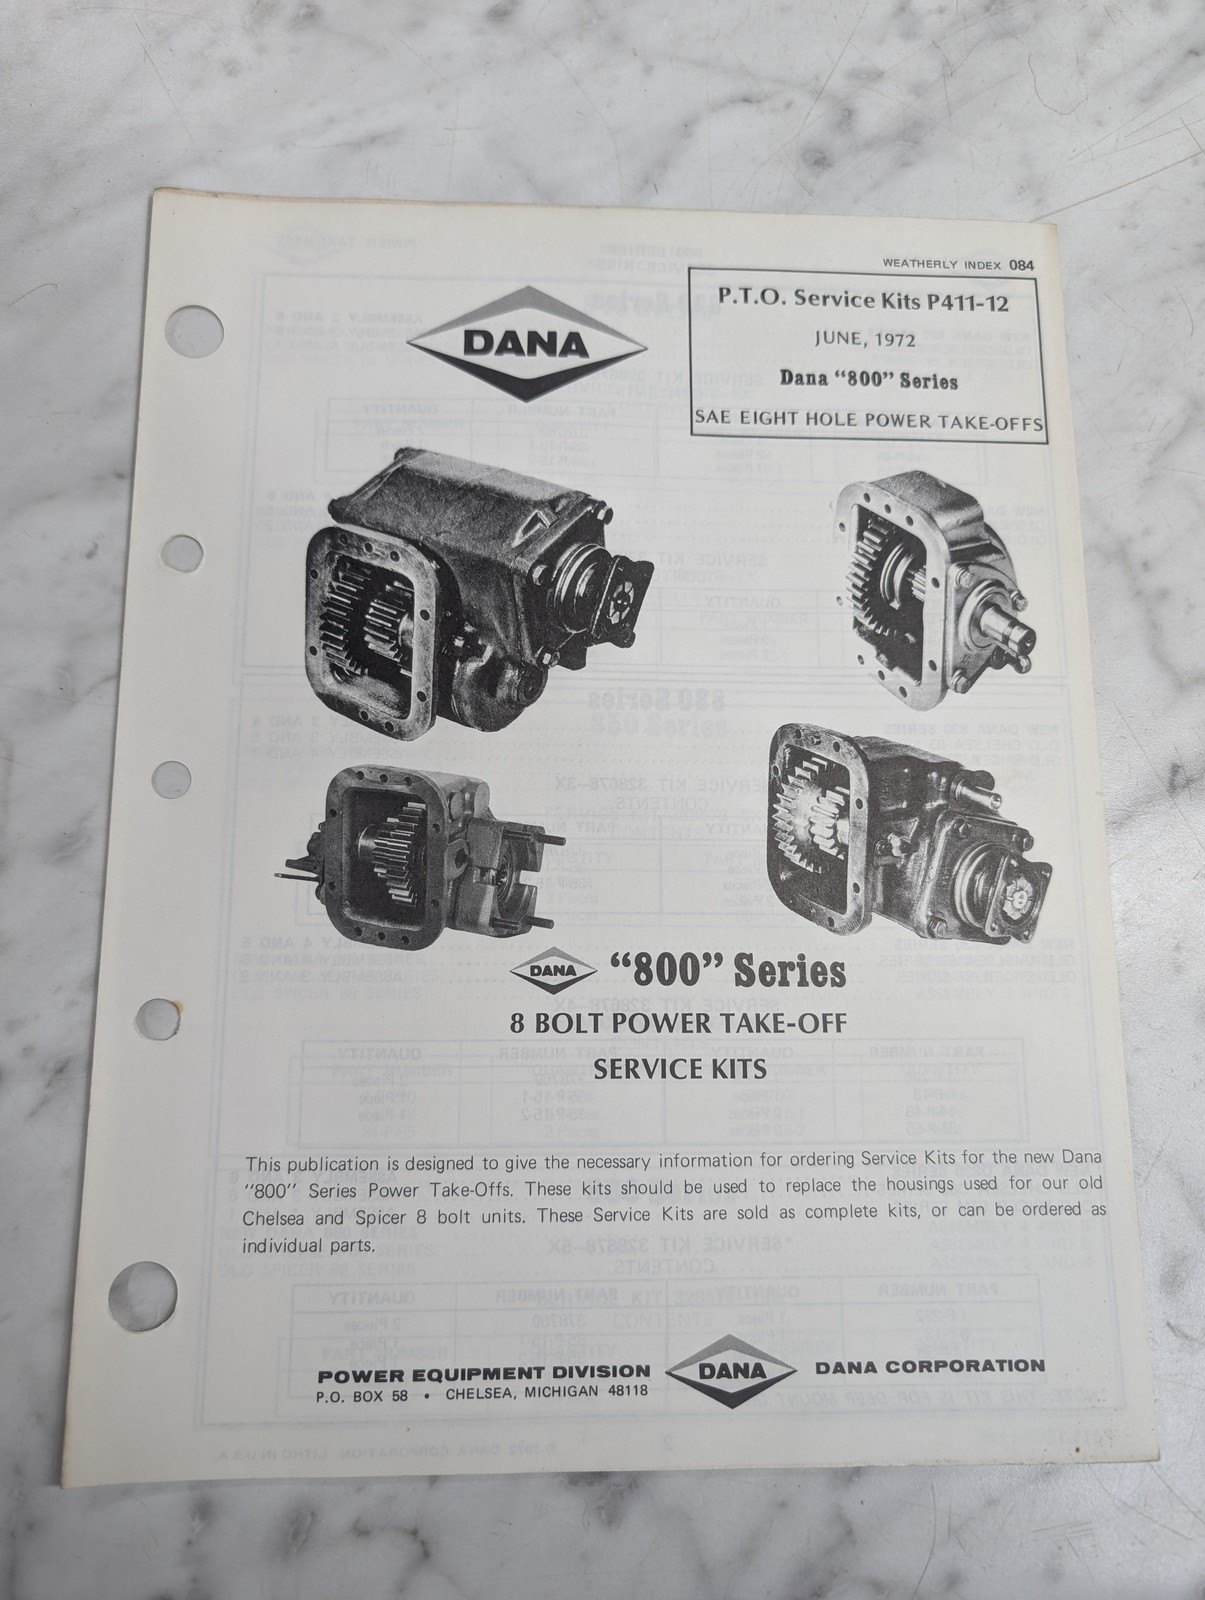 WEATHERLY INDEX 084
P.T.O. Service Kits P411-12
JUNE, 1972
Dana "800" Series
SAE EIGHT HOLE POWER TAKE-OFFS
DANA
DANA "800" Series
8 BOLT POWER TAKE-OFF
SERVICE KITS
This publication is designed to give the necessary information for ordering Service Kits for the new Dana
"800" Series Power Take-Offs. These kits should be used to replace the housings used for our old
Chelsea and Spicer 8 bolt units. These Service Kits are sold as complete kits, or can be ordered as
individual parts.
POWER EQUIPMENT DIVISION
P.O. BOX 58 • CHELSEA, MICHIGAN 48118
DANA
DANA CORPORATION